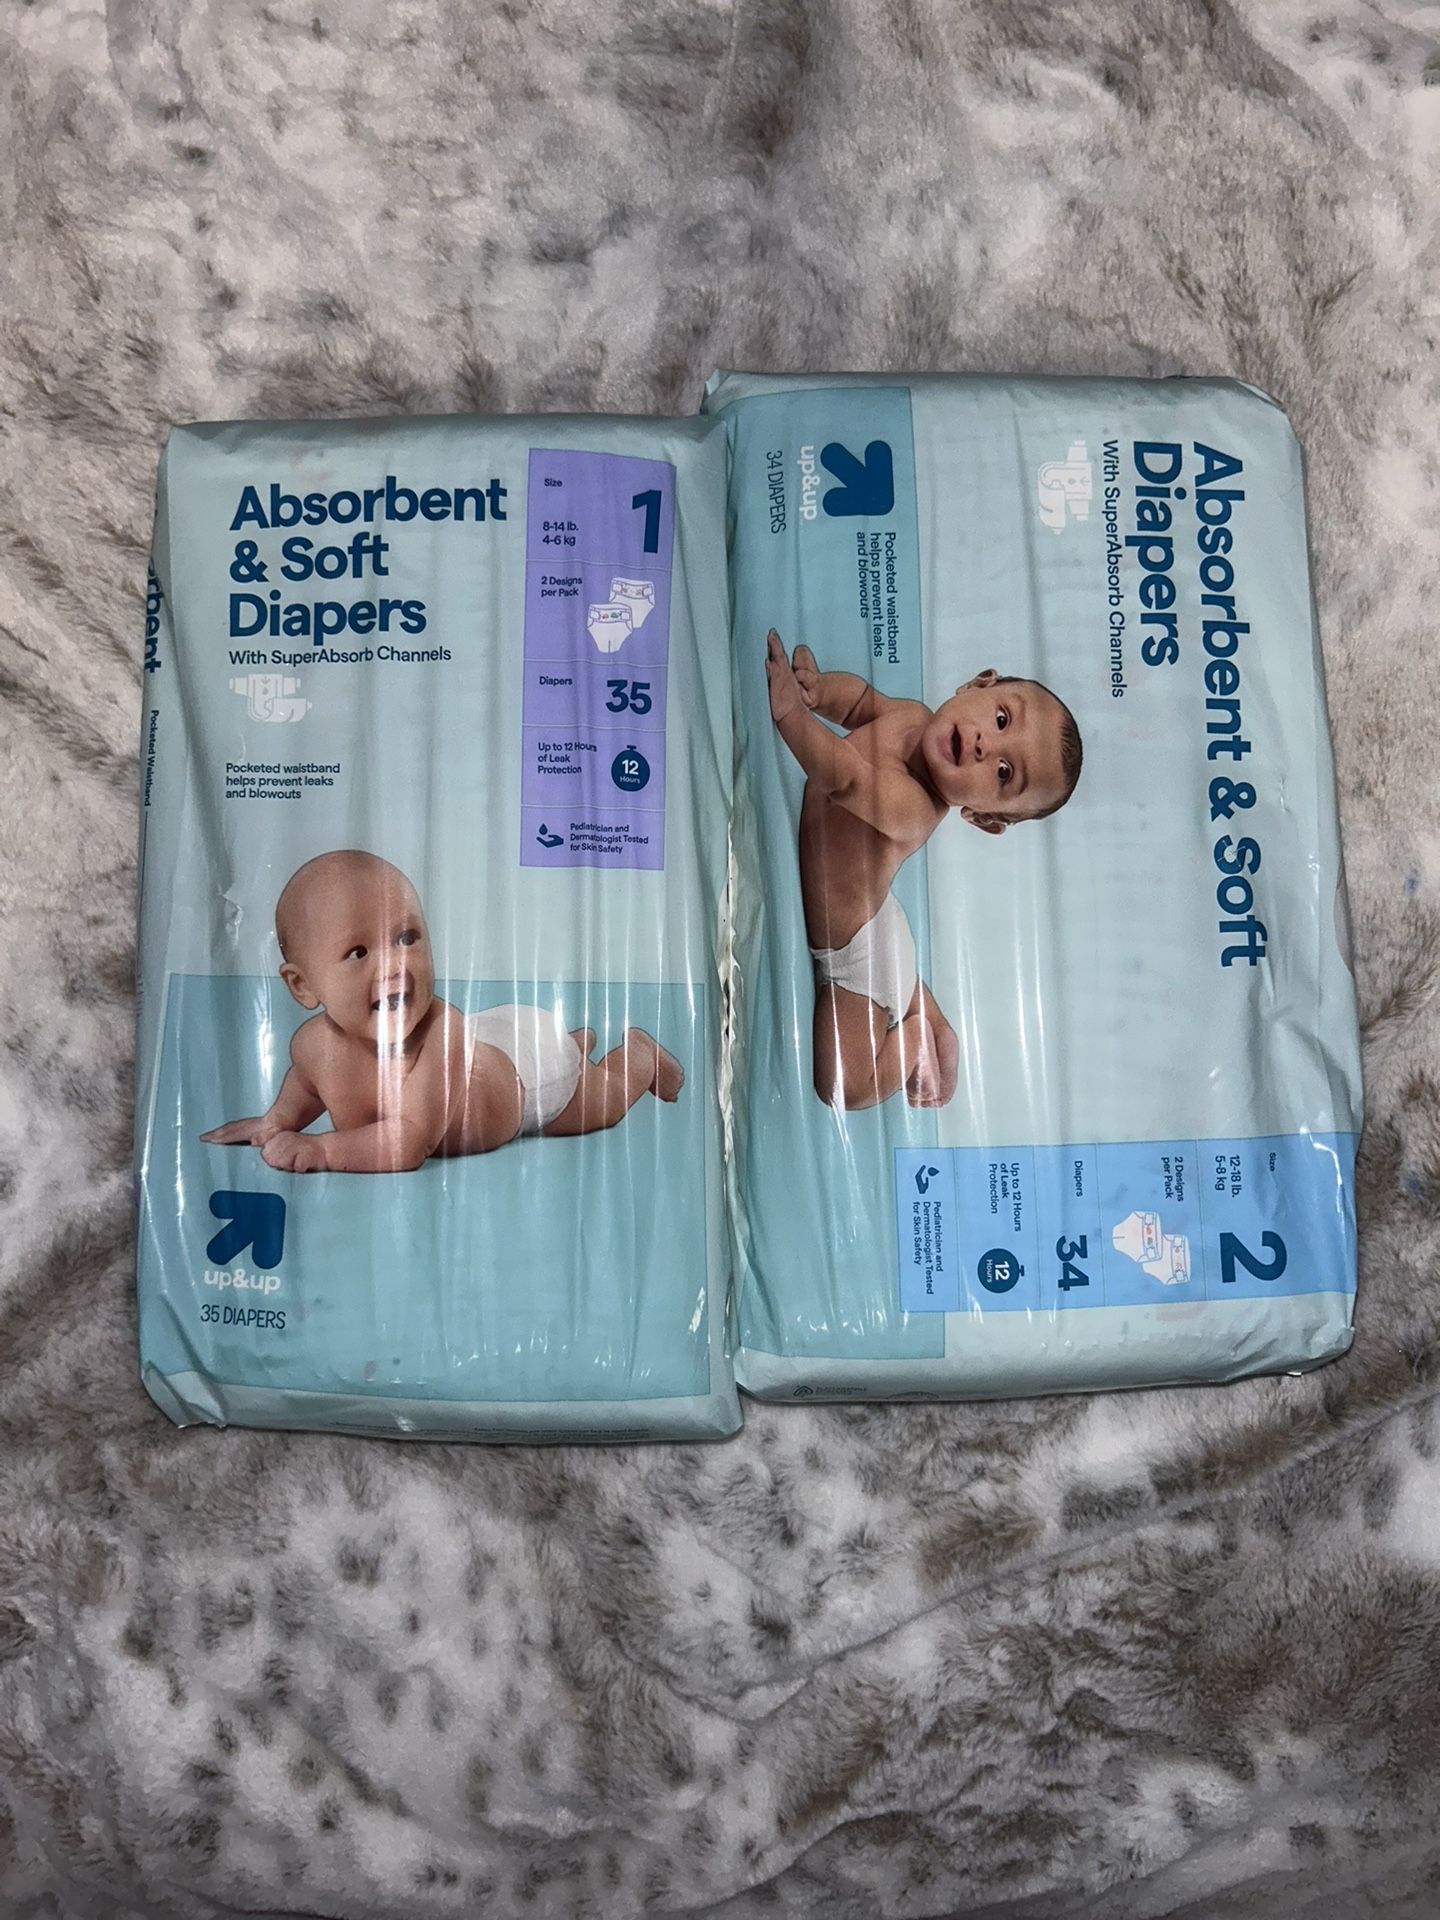 Absorbent
& Soft
Diapers
With SuperAbsorb Channels
Pocketed waistband
helps prevent leaks
and blowouts
Size
1
8-14 lb.
4-6 kg
2 Designs
per Pack
Diapers
35
Up to 12 Hours
of Leak
Protection
12
Hours
Pediatrician and
Dermatologist Tested
for Skin Safety
up&up
35 DIAPERS
Pocketed Waistband
Absorbent & Soft
Diapers
With SuperAbsorb Channels
up&up
34 DIAPERS
Pocketed waistband
helps prevent leaks
and blowouts
Size
2
12-18 lb.
5-8 kg
2 Designs
per Pack
Diapers
34
Up to 12 Hours
of Leak
Protection
12
Hours
Pediatrician and
Dermatologist Tested
for Skin Safety